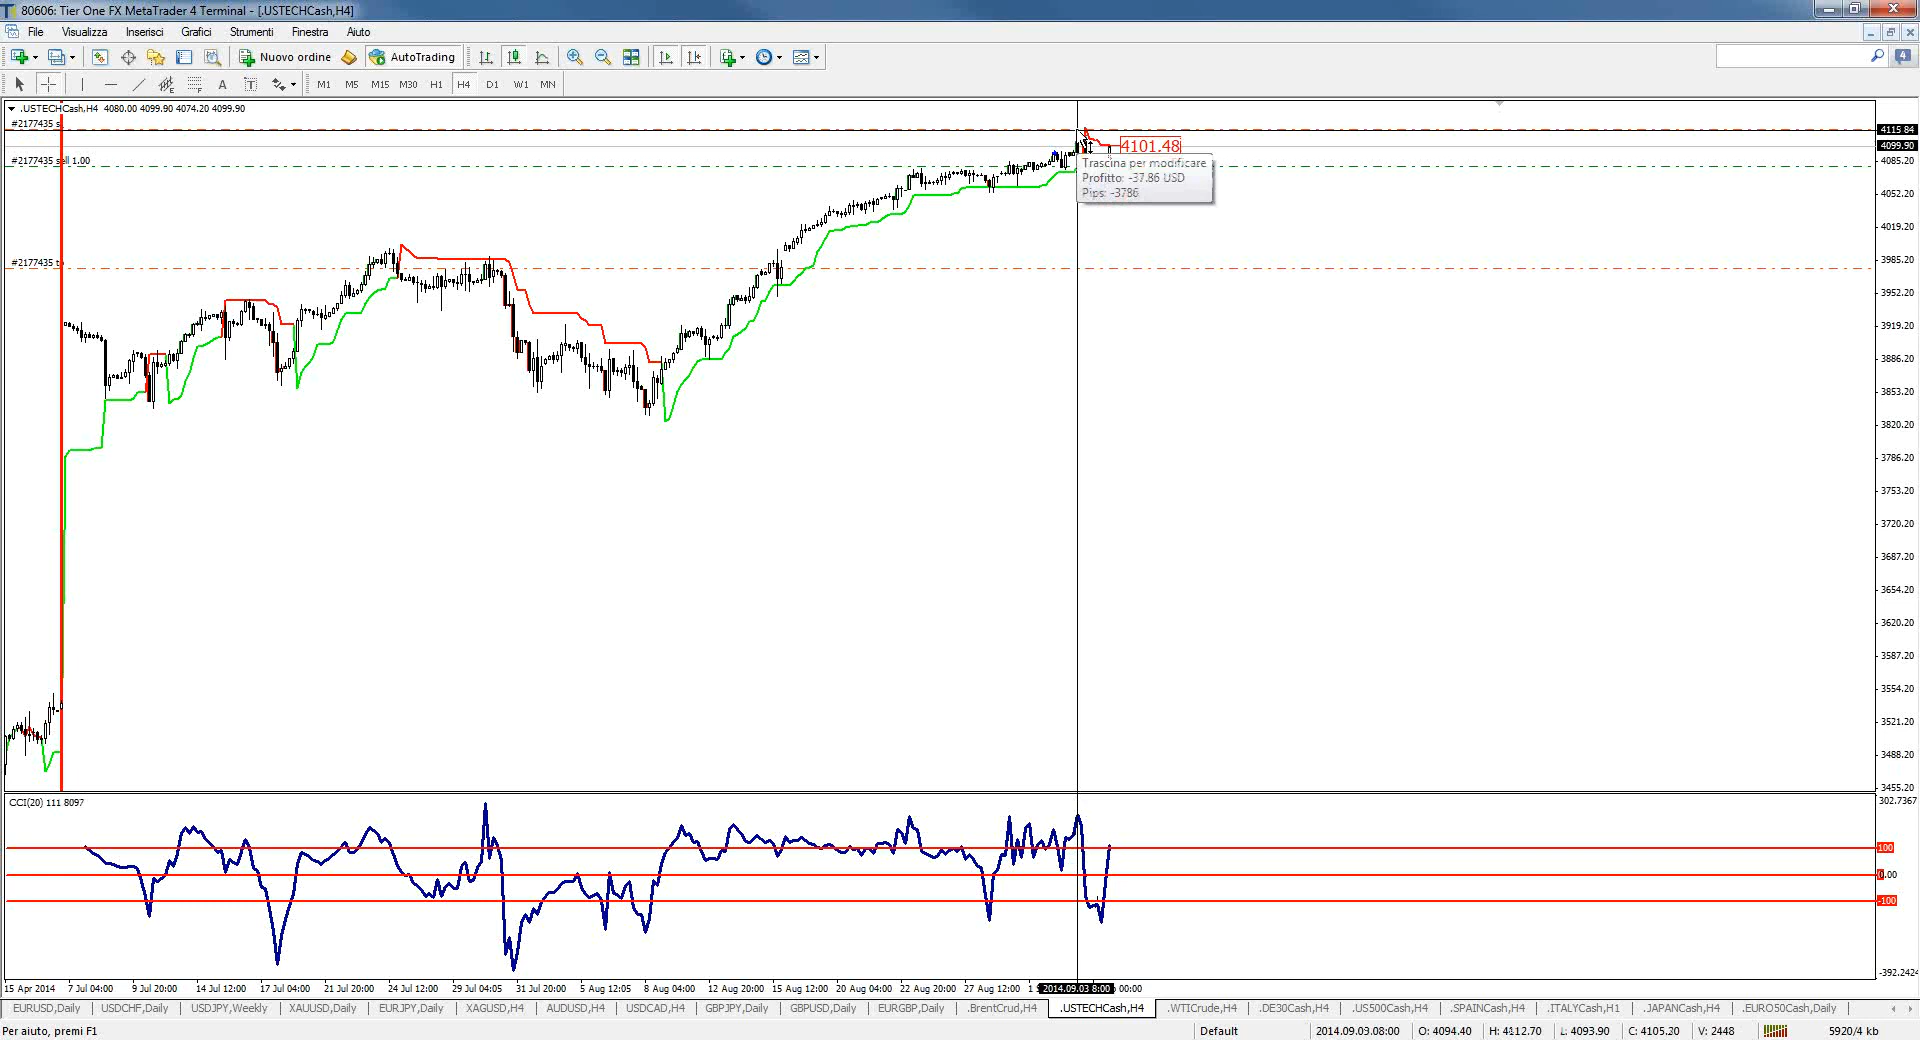 80606: Tier One FX MetaTrader 4 Terminal - [.USTECHCash,H4]
File Visualizza Inserisci Grafici Strumenti Finestra Aiuto
Nuovo ordine AutoTrading 4
A T M1 M5 M15 M30 H1 H4 D1 W1 MN
.USTECHCash,H4 4080.00 4099.90 4074.20 4099.90
#2177435 s
#2177435 sell 1.00
#2177435 t
4101.48
Trascina per modificare
Profitto: -37.86 USD
Pips: -3786
4115.84
4099.90
4085.20
4052.20
4019.20
3985.20
3952.20
3919.20
3886.20
3853.20
3820.20
3786.20
3753.20
3720.20
3687.20
3654.20
3620.20
3587.20
3554.20
3521.20
3488.20
3455.20
CCI(20) 111.8097
302.7367
100
0.00
-100
-392.2424
15 Apr 2014 7 Jul 04:00 9 Jul 20:00 14 Jul 12:00 17 Jul 04:00 21 Jul 20:00 24 Jul 12:00 29 Jul 04:05 31 Jul 20:00 5 Aug 12:05 8 Aug 04:00 12 Aug 20:00 15 Aug 12:00 20 Aug 04:00 22 Aug 20:00 27 Aug 12:00 1 S 2014.09.03 8:00 00:00
EURUSD,Daily USDCHF,Daily USDJPY,Weekly XAUUSD,Daily EURJPY,Daily XAGUSD,H4 AUDUSD,H4 USDCAD,H4 GBPJPY,Daily GBPUSD,Daily EURGBP,Daily .BrentCrud,H4 .USTECHCash,H4 .WTICrude,H4 .DE30Cash,H4 .US500Cash,H4 .SPAINCash,H4 .ITALYCash,H1 .JAPANCash,H4 .EURO50Cash,Daily
Per aiuto, premi F1 Default 2014.09.03 08:00 O: 4094.40 H: 4112.70 L: 4093.90 C: 4105.20 V: 2448 5920/4 kb